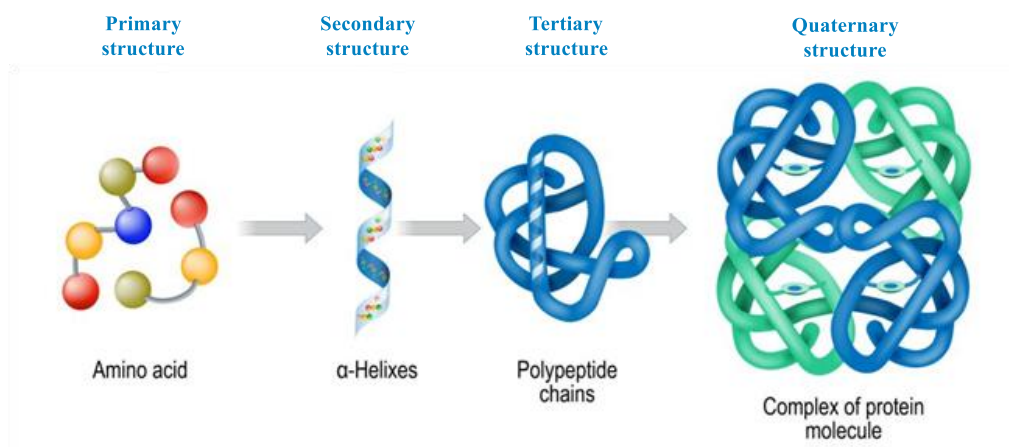 Primary
structure
Secondary
structure
Tertiary
structure
Quaternary
structure
Amino acid
α-Helixes
Polypeptide
chains
Complex of protein
molecule